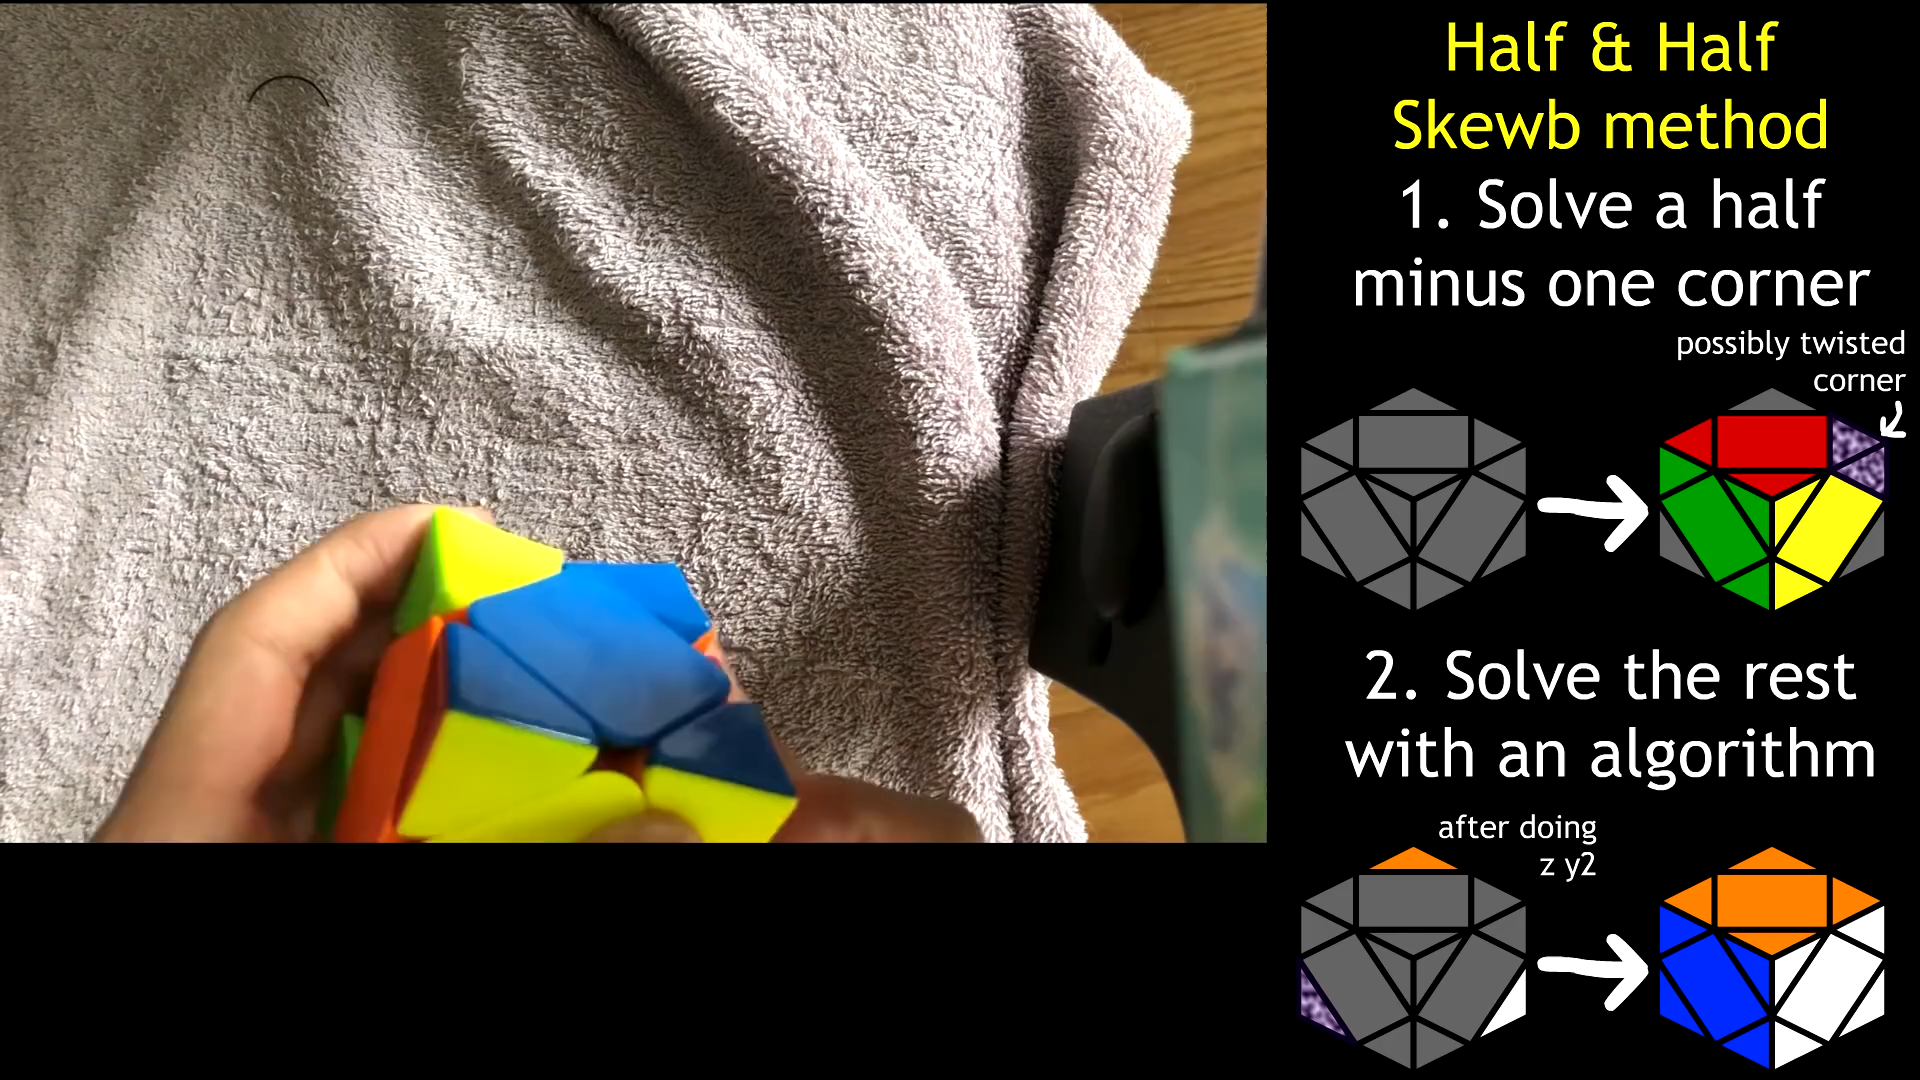 Half & Half
Skewb method
1. Solve a half
minus one corner
possibly twisted
corner
2. Solve the rest
with an algorithm
after doing
z y2